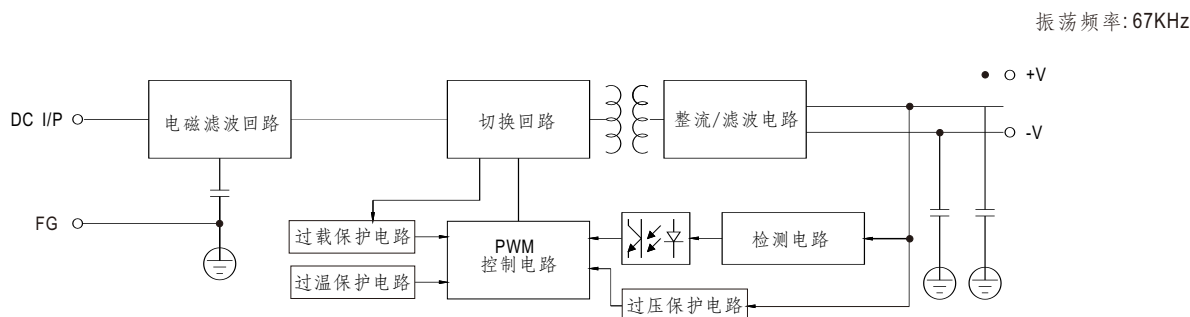 振荡频率: 67KHz
+V
DC I/P
电磁滤波回路
切换回路
整流/滤波电路
-V
FG
过载保护电路
PWM
控制电路
检测电路
过温保护电路
过压保护电路